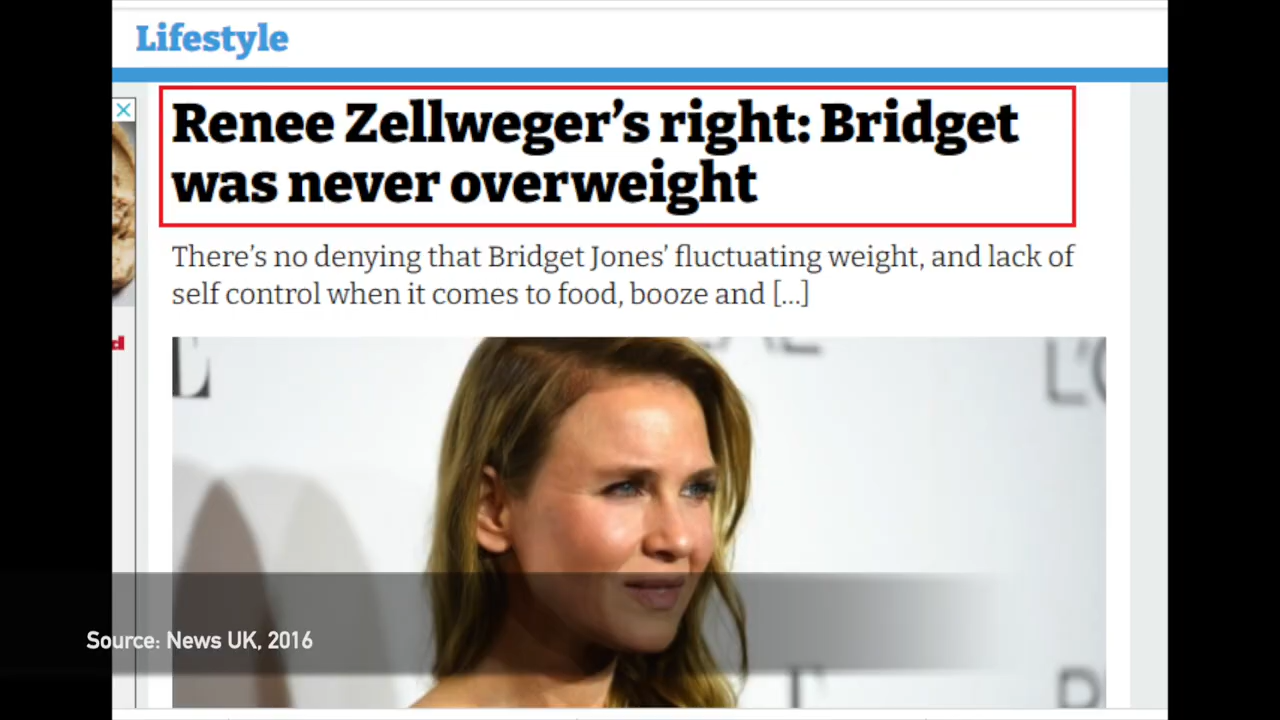 Lifestyle
Renee Zellweger’s right: Bridget
was never overweight
There’s no denying that Bridget Jones’ fluctuating weight, and lack of
self control when it comes to food, booze and [...]
Source: News UK, 2016